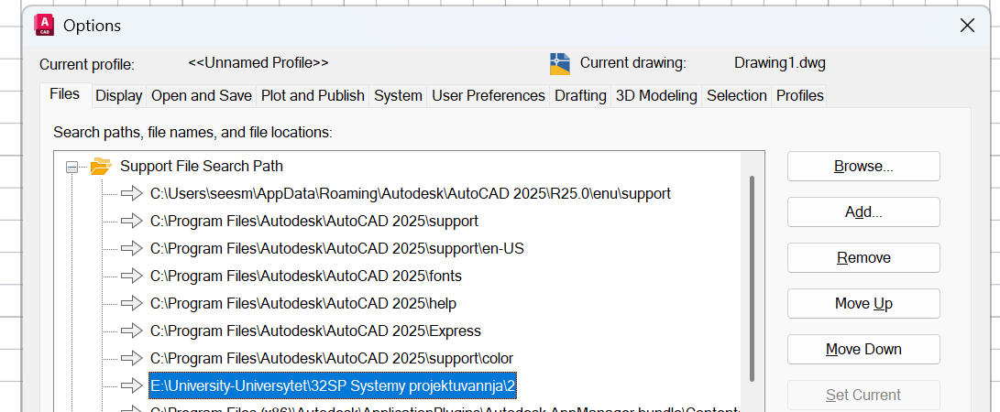 A
CAD
Options
Current profile: <<Unnamed Profile>> Current drawing: Drawing1.dwg
Files Display Open and Save Plot and Publish System User Preferences Drafting 3D Modeling Selection Profiles
Search paths, file names, and file locations:
Support File Search Path
Browse...
C:\Users\seesm\AppData\Roaming\Autodesk\AutoCAD 2025\R25.0\enu\support
Add...
C:\Program Files\Autodesk\AutoCAD 2025\support
C:\Program Files\Autodesk\AutoCAD 2025\support\en-US
Remove
C:\Program Files\Autodesk\AutoCAD 2025\fonts
C:\Program Files\Autodesk\AutoCAD 2025\help
Move Up
C:\Program Files\Autodesk\AutoCAD 2025\Express
Move Down
C:\Program Files\Autodesk\AutoCAD 2025\support\color
E:\University-Universytet\32SP Systemy projektuvannja\2
Set Current
C:\Program Files (x86)\Autodesk\ApplicationPlugins\Autodesk AppManager.bundle\Content